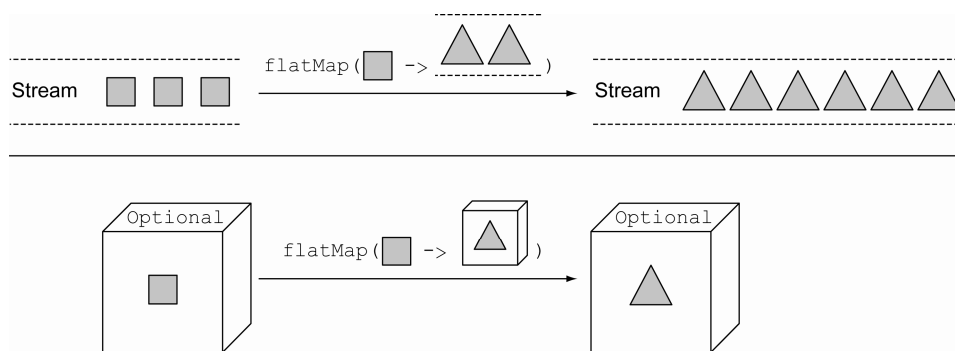 flatMap( -> )
Stream
Stream
Optional
Optional
flatMap( -> )